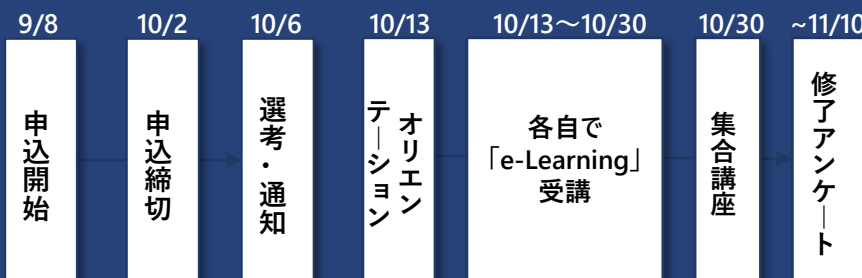 9/8
申込開始
10/2
申込締切
10/6
選考・通知
10/13
オリエン
テーション
10/13～10/30
各自で
「e-Learning」
受講
10/30
集合講座
~11/10
修了アンケート